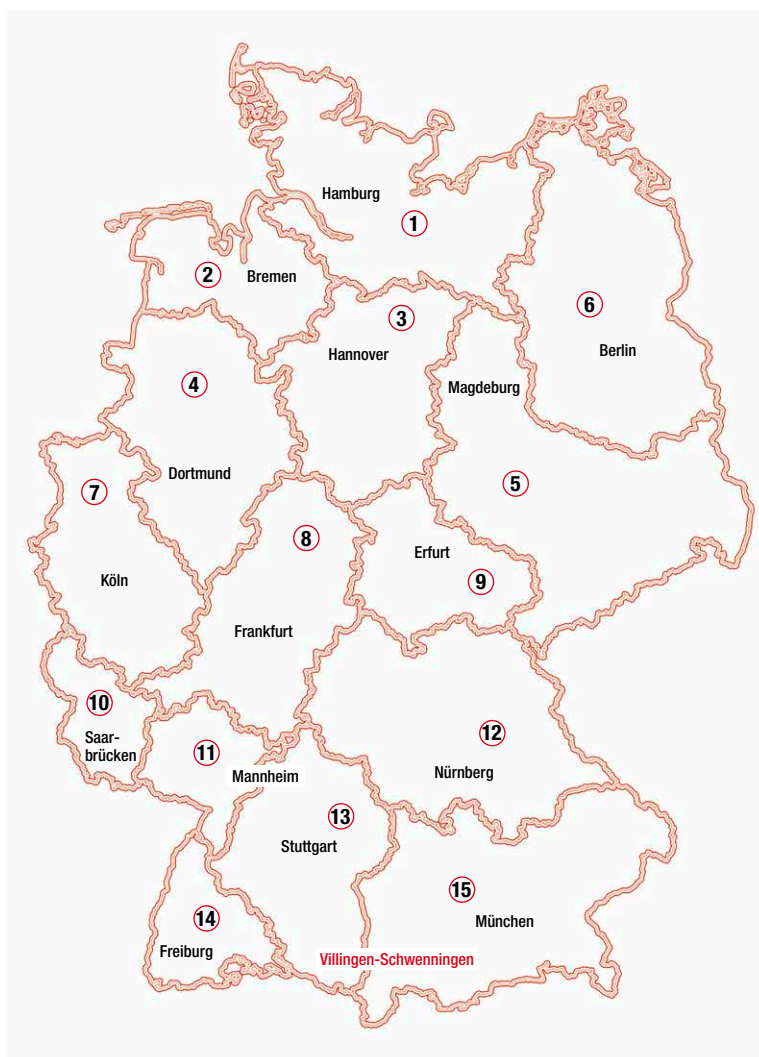 Hamburg
1
2
Bremen
6
3
Hannover
Berlin
4
Magdeburg
Dortmund
5
7
8
Erfurt
9
Köln
Frankfurt
10
Saar-
brücken
11
Mannheim
12
Nürnberg
13
Stuttgart
15
München
14
Freiburg
Villingen-Schwenningen